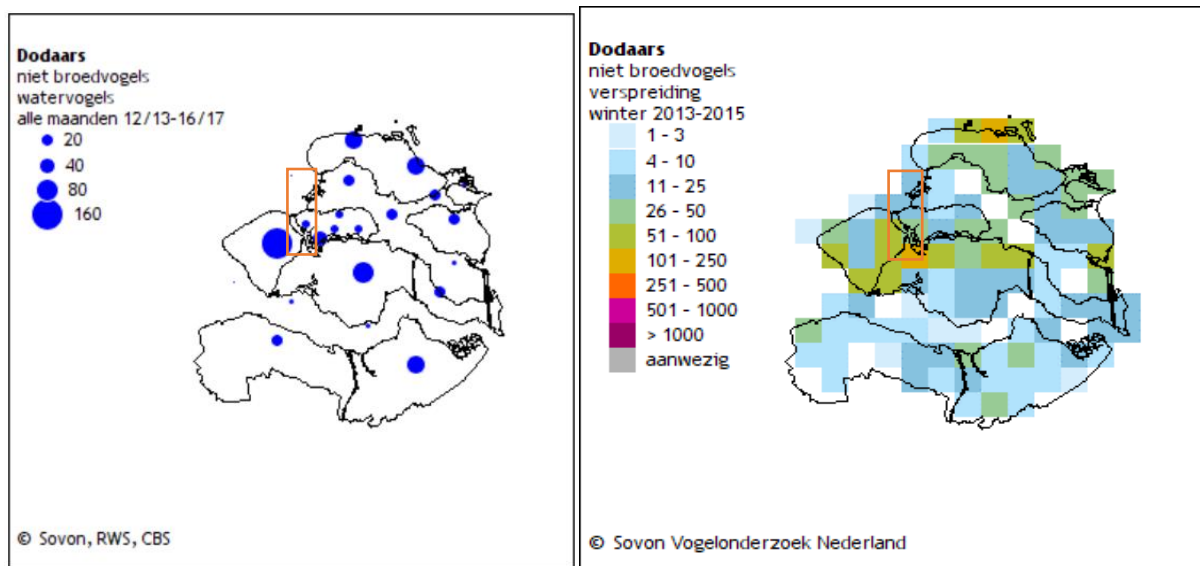 Dodaars
niet broedvogels
watervogels
alle maanden 12/13-16/17
20
40
80
160
© Sovon, RWS, CBS
Dodaars
niet broedvogels
verspreiding
winter 2013-2015
1 - 3
4 - 10
11 - 25
26 - 50
51 - 100
101 - 250
251 - 500
501 - 1000
> 1000
aanwezig
© Sovon Vogelonderzoek Nederland